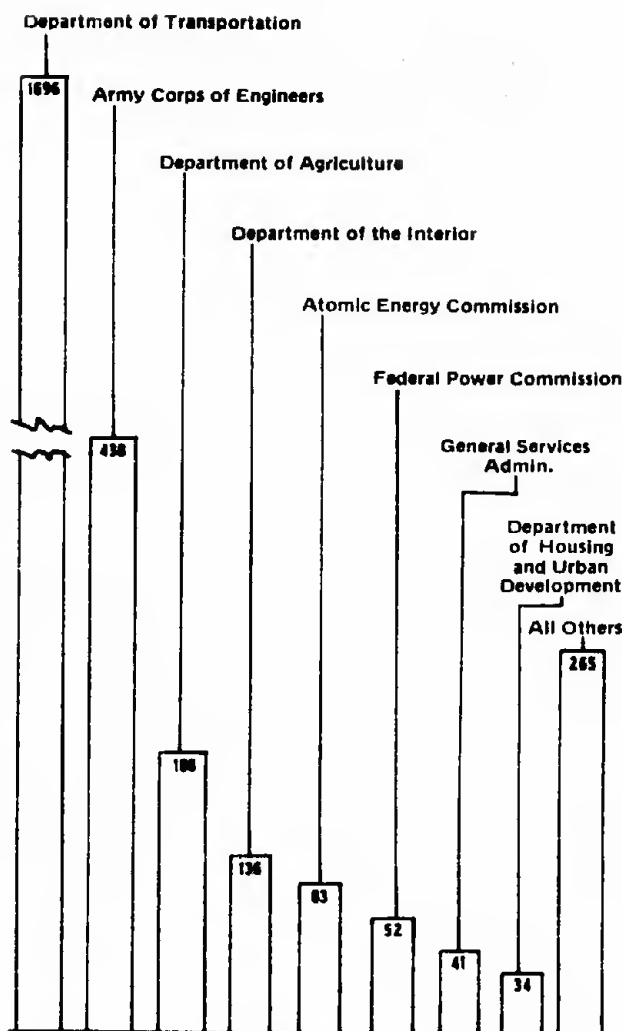 Department of Transportation
1696
Army Corps of Engineers
438
Department of Agriculture
Department of the Interior
136
Atomic Energy Commission
83
Federal Power Commission
52
General Services
Admin.
41
Department
of Housing
and Urban
Development
34
All Others
265